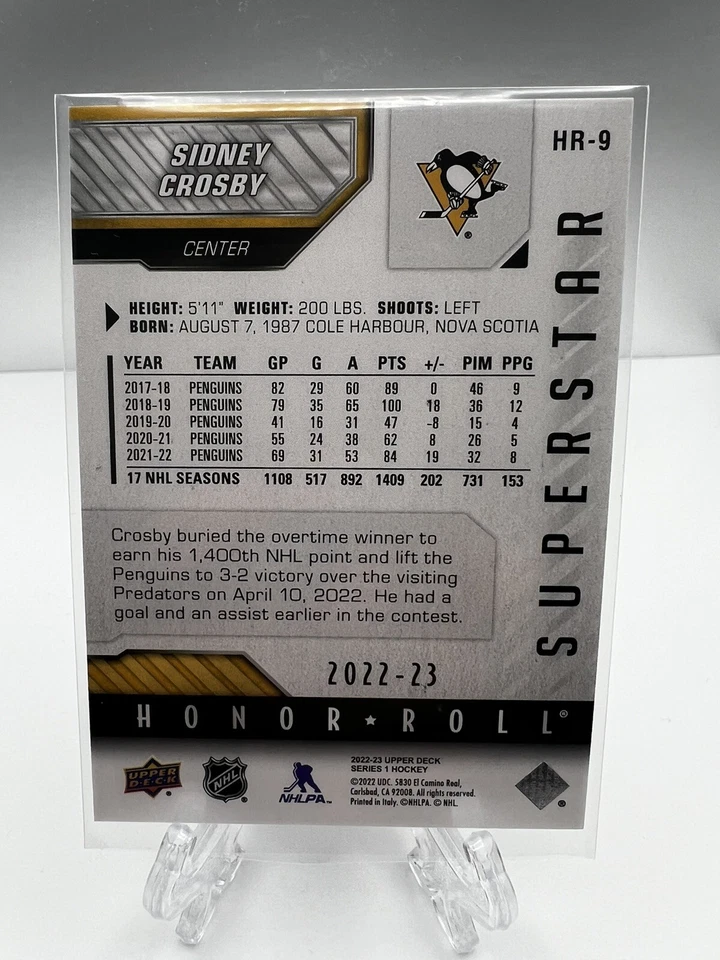 SIDNEY
CROSBY
CENTER
HR-9
SUPERSTAR
HEIGHT: 5'11" WEIGHT: 200 LBS. SHOOTS: LEFT
BORN: AUGUST 7, 1987 COLE HARBOUR, NOVA SCOTIA
YEAR TEAM GP G A PTS +/- PIM PPG
2017-18 PENGUINS 82 29 60 89 0 46 9
2018-19 PENGUINS 79 35 65 100 18 36 12
2019-20 PENGUINS 41 16 31 47 -8 15 4
2020-21 PENGUINS 55 24 38 62 8 26 5
2021-22 PENGUINS 69 31 53 84 19 32 8
17 NHL SEASONS 1108 517 892 1409 202 731 153
Crosby buried the overtime winner to
earn his 1,400th NHL point and lift the
Penguins to 3-2 victory over the visiting
Predators on April 10, 2022. He had a
goal and an assist earlier in the contest.
2022-23
HONOR ★ ROLL®
UPPER
DECK
NHL
NHLPA™
2022-23 UPPER DECK
SERIES 1 HOCKEY
©2022 UDC. 5830 El Camino Real,
Carlsbad, CA 92008. All rights reserved.
Printed in Italy. ©NHLPA. © NHL.